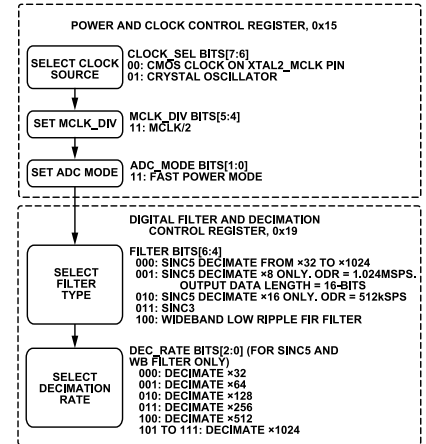 POWER AND CLOCK CONTROL REGISTER, 0x15
SELECT CLOCK
SOURCE
CLOCK_SEL BITS[7:6]
00: CMOS CLOCK ON XTAL2_MCLK PIN
01: CRYSTAL OSCILLATOR
SET MCLK_DIV
MCLK_DIV BITS[5:4]
11: MCLK/2
SET ADC MODE
ADC_MODE BITS[1:0]
11: FAST POWER MODE
DIGITAL FILTER AND DECIMATION
CONTROL REGISTER, 0x19
SELECT
FILTER
TYPE
FILTER BITS[6:4]
000: SINC5 DECIMATE FROM ×32 TO ×1024
001: SINC5 DECIMATE ×8 ONLY. ODR = 1.024MSPS.
OUTPUT DATA LENGTH = 16-BITS
010: SINC5 DECIMATE ×16 ONLY. ODR = 512kSPS
011: SINC3
100: WIDEBAND LOW RIPPLE FIR FILTER
SELECT
DECIMATION
RATE
DEC_RATE BITS[2:0] (FOR SINC5 AND
WB FILTER ONLY)
000: DECIMATE ×32
001: DECIMATE ×64
010: DECIMATE ×128
011: DECIMATE ×256
100: DECIMATE ×512
101 TO 111: DECIMATE ×1024